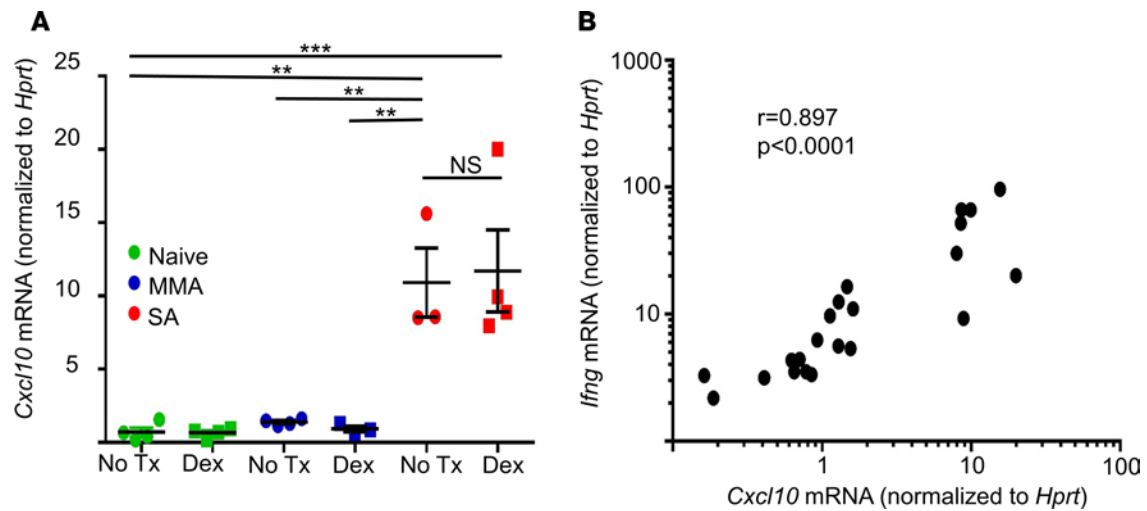 A
***
**
**
**
NS
25
20
15
10
5
0
Cxcl10 mRNA (normalized to Hprt)
Naive
MMA
SA
No Tx Dex No Tx Dex No Tx Dex
B
r=0.897
p<0.0001
1000
100
10
Ifng mRNA (normalized to Hprt)
1 10 100
Cxcl10 mRNA (normalized to Hprt)